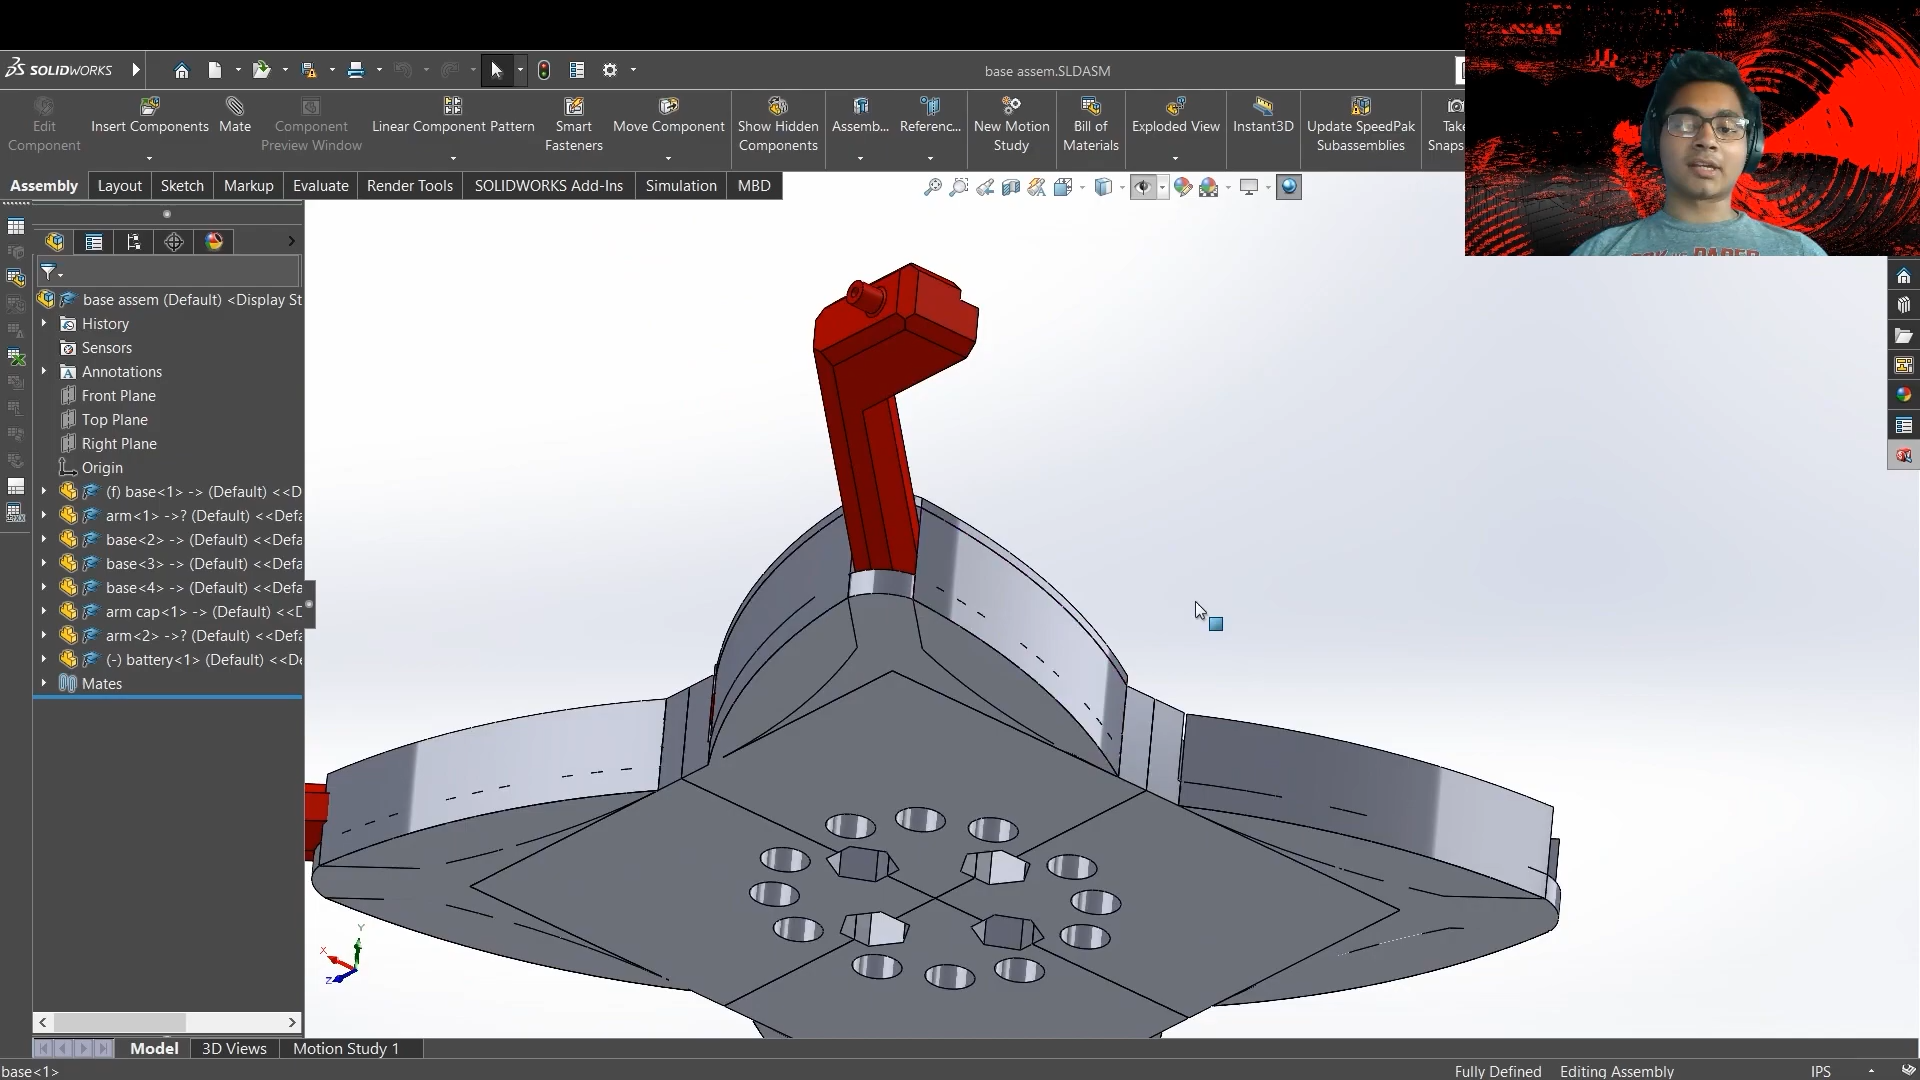 SOLIDWORKS
base assem.SLDASM
Edit Component
Insert Components
Mate
Component Preview Window
Linear Component Pattern
Smart Fasteners
Move Component
Show Hidden Components
Assemb...
Referenc...
New Motion Study
Bill of Materials
Exploded View
Instant3D
Update SpeedPak Subassemblies
Take
Snaps
Assembly
Layout
Sketch
Markup
Evaluate
Render Tools
SOLIDWORKS Add-Ins
Simulation
MBD
base assem (Default) <Display St
History
Sensors
Annotations
Front Plane
Top Plane
Right Plane
Origin
(f) base<1> -> (Default) <<D
arm<1> ->? (Default) <<Defa
base<2> -> (Default) <<Defa
base<3> -> (Default) <<Defa
base<4> -> (Default) <<Defa
arm cap<1> -> (Default) <<D
arm<2> ->? (Default) <<Defa
(-) battery<1> (Default) <<De
Mates
Y
X
Z
Model
3D Views
Motion Study 1
base<1>
Fully Defined
Editing Assembly
IPS